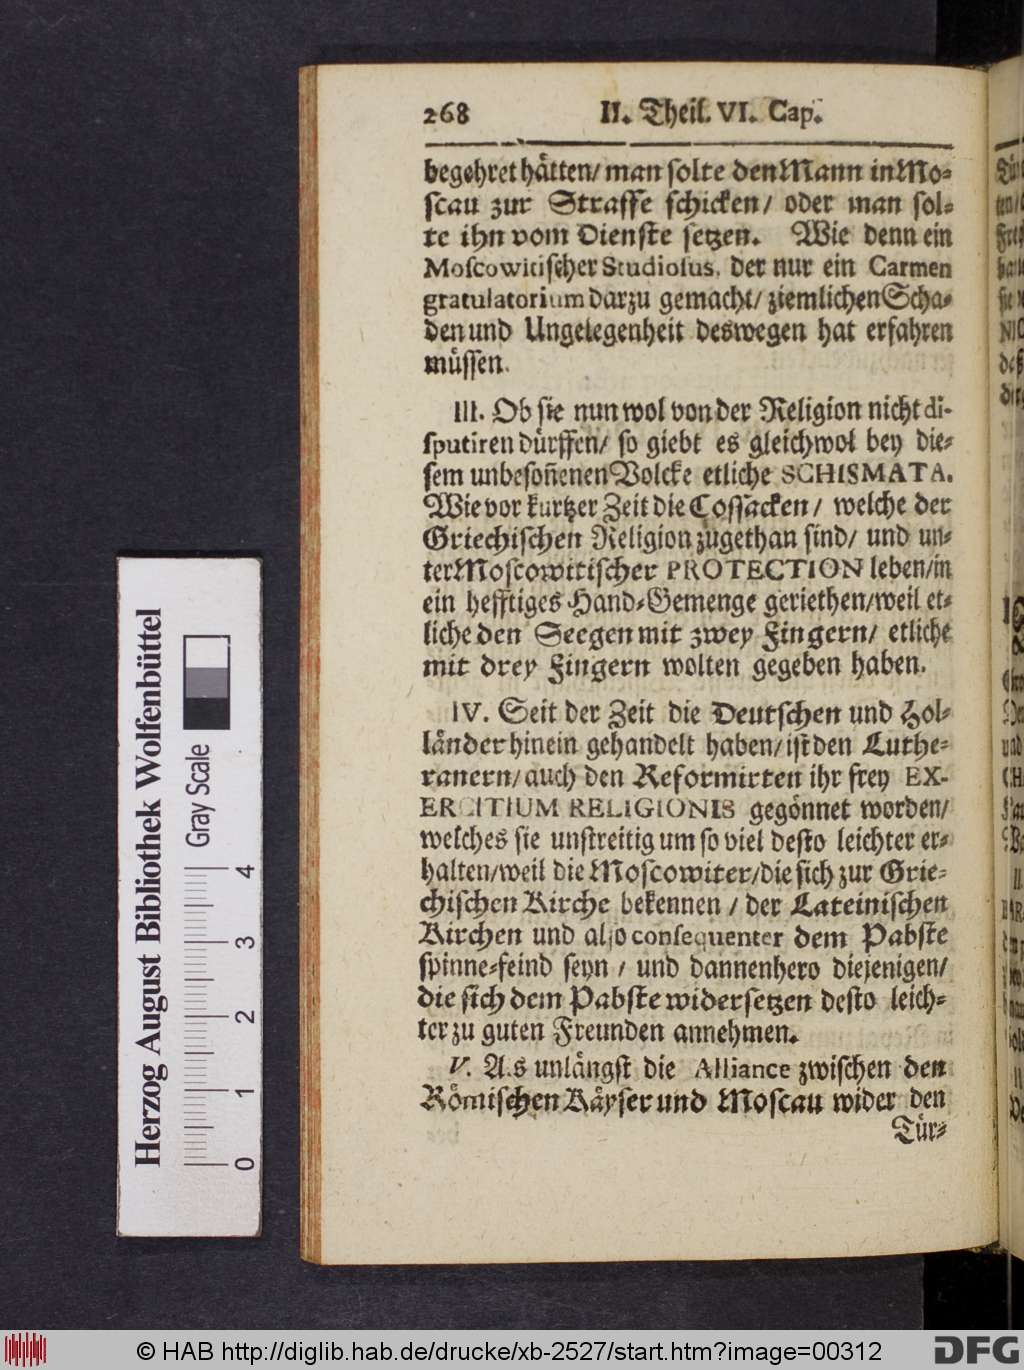 268 II. Theil. VI. Cap.
begehret hätten/ man solte den Mann in Mo-
scau zur Straffe schicken/ oder man sol-
te ihn vom Dienste setzen. Wie denn ein
Moscowitischer Studiosus, der nur ein Carmen
gratulatorium darzu gemacht/ ziemlichen Scha-
den und Ungelegenheit deswegen hat erfahren
müssen.
III. Ob sie nun wol von der Religion nicht di-
sputiren dürffen/ so giebt es gleichwol bey die-
sem unbesoñenen Volcke etliche SCHISMATA.
Wie vor kurtzer Zeit die Cossacken/ welche der
Griechischen Religion zugethan sind/ und un-
ter Moscowitischer PROTECTION leben/in
ein hefftiges Hand-Gemenge geriethen/weil et-
liche den Seegen mit zwey Fingern/ etliche
mit drey Fingern wolten gegeben haben.
IV. Seit der Zeit die Deutschen und Hol-
länder hinein gehandelt haben/ist den Luthe-
ranern/auch den Reformirten ihr frey EX-
ERCITIUM RELIGIONIS gegönnet worden/
welches sie unstreitig um so viel desto leichter er-
halten/weil die Moscowiter/die sich zur Grie-
chischen Kirche bekennen/ der Lateinischen
Kirchen und also consequenter dem Pabste
spinne-feind seyn/ und dannenhero diejenigen/
die sich dem Pabste widersetzen desto leich-
ter zu guten Freunden annehmen.
V. Als unlängst die Alliance zwischen den
Römischen Käyser und Moscau wider den
Tür-
Herzog August Bibliothek Wolfenbüttel
Gray Scale
0 1 2 3 4
© HAB http://diglib.hab.de/drucke/xb-2527/start.htm?image=00312
DFG